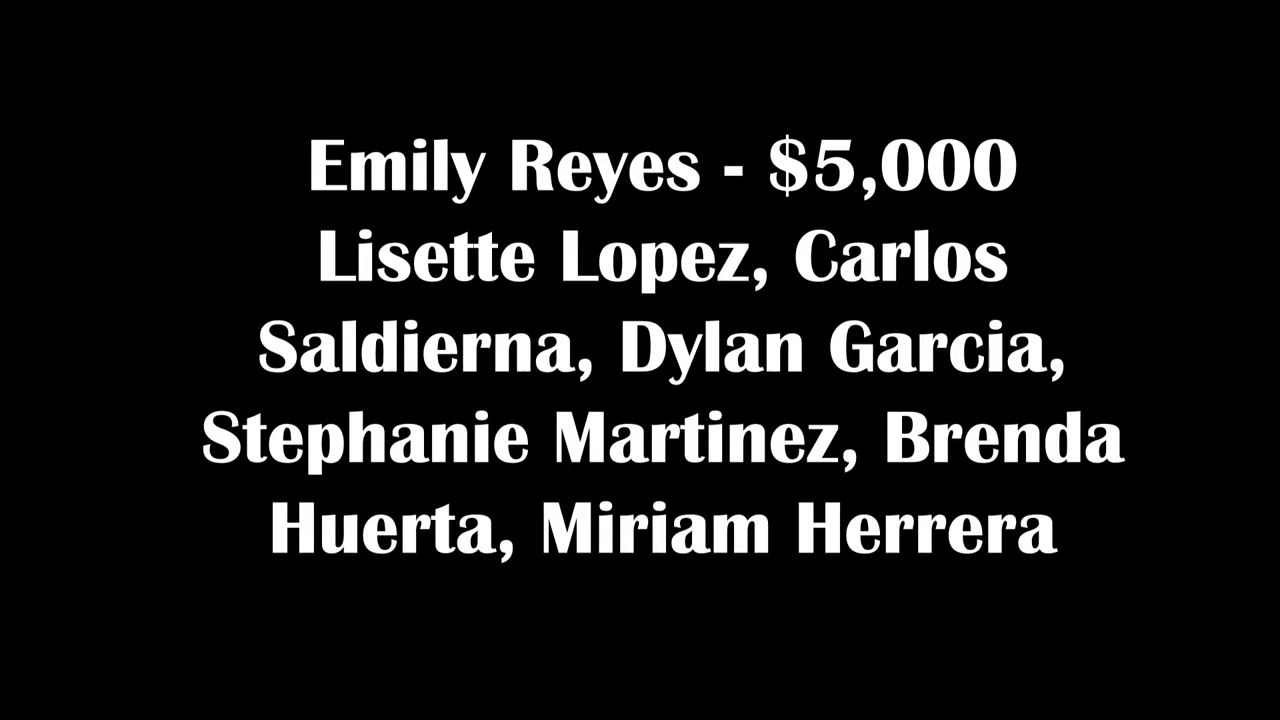 Emily Reyes - $5,000
Lisette Lopez, Carlos
Saldierna, Dylan Garcia,
Stephanie Martinez, Brenda
Huerta, Miriam Herrera